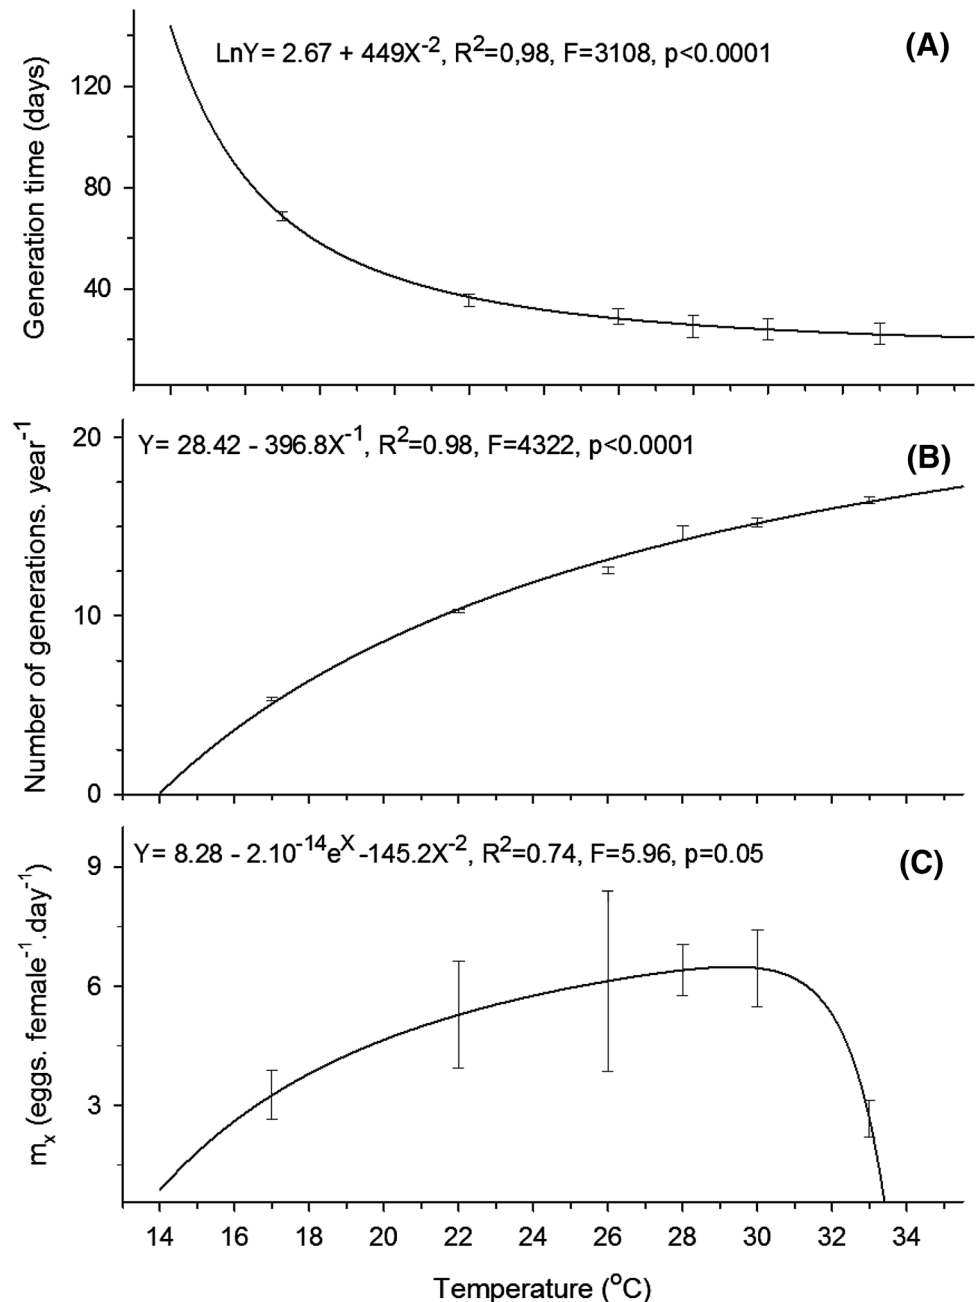 LnY= 2.67 + 449X⁻², R²=0,98, F=3108, p<0.0001
(A)
Generation time (days)
120
80
40
Y= 28.42 - 396.8X⁻¹, R²=0.98, F=4322, p<0.0001
(B)
Number of generations. year⁻¹
20
10
0
Y= 8.28 - 2.10⁻¹⁴eˣ -145.2X⁻², R²=0.74, F=5.96, p=0.05
(C)
mₓ (eggs. female⁻¹.day⁻¹)
9
6
3
14 16 18 20 22 24 26 28 30 32 34
Temperature (°C)